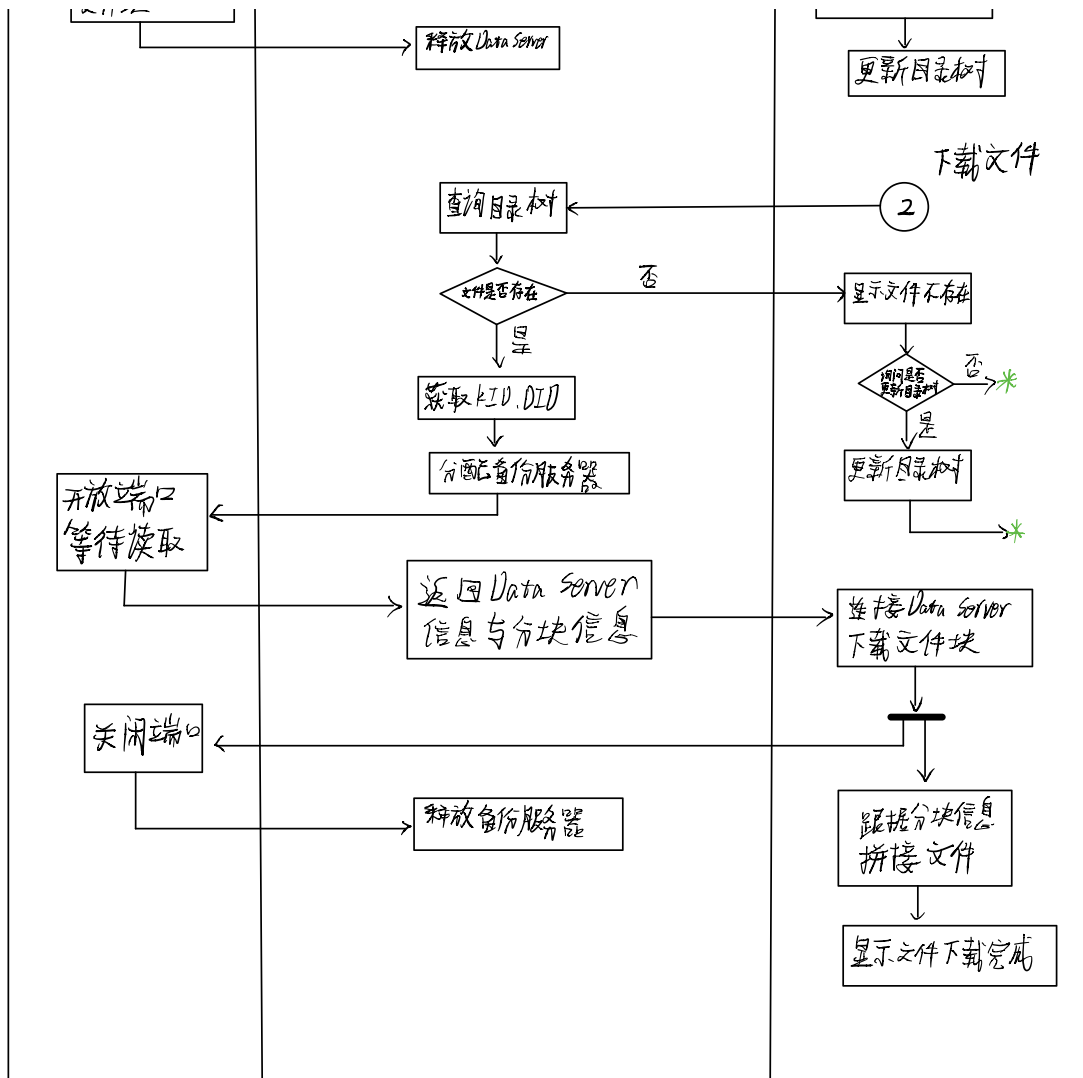 释放Data Server
更新目录树
下载文件
查询目录树
2
文件是否存在
否
显示文件不存在
是
询问是否
更新目录树
否
获取kID.DID
是
分配备份服务器
更新目录树
开放端口
等待读取
返回Data Server
信息与分块信息
连接Data Server
下载文件块
关闭端口
释放备份服务器
跟据分块信息
拼接文件
显示文件下载完成